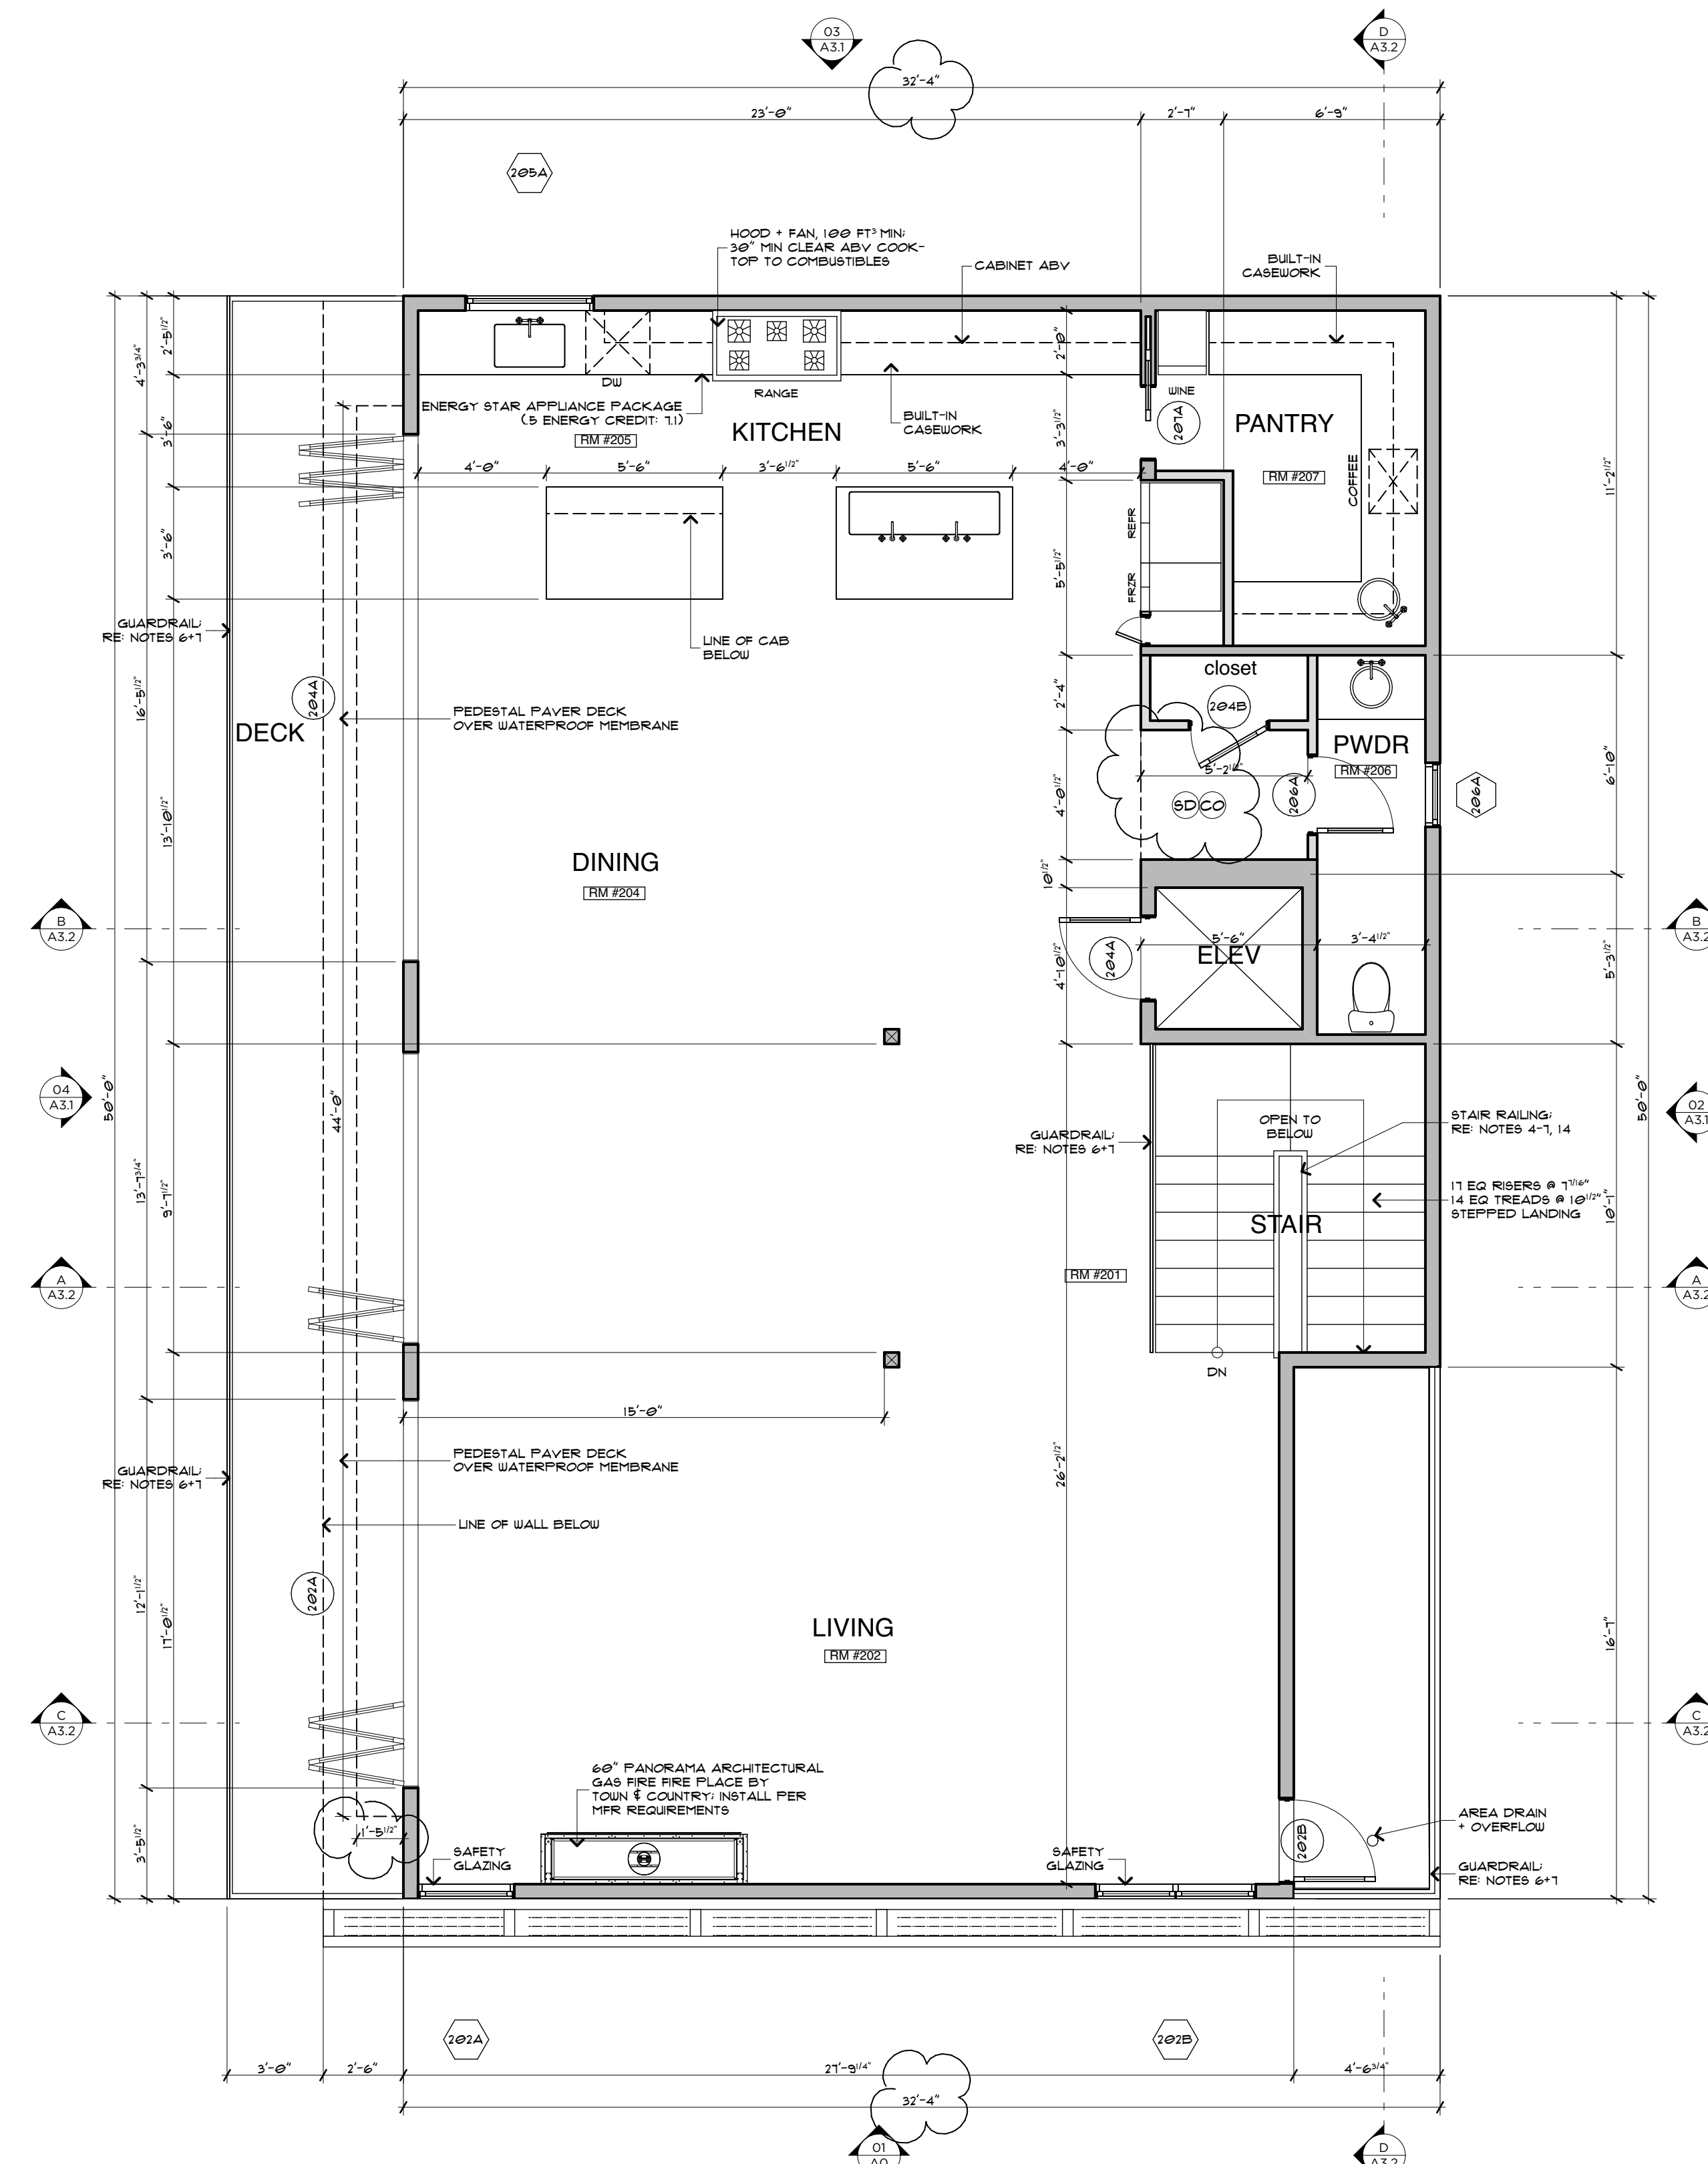 03
A3.1
D
A3.2
32'-4"
23'-0"
2'-7"
6'-9"
205A
HOOD + FAN, 100 FT³ MIN;
30" MIN CLEAR ABV COOK-
TOP TO COMBUSTIBLES
CABINET ABV
BUILT-IN
CASEWORK
2'-5 1/2"
4'-3 3/4"
2'-0"
DW
RANGE
WINE
ENERGY STAR APPLIANCE PACKAGE
(.5 ENERGY CREDIT: 7.1)
RM #205
KITCHEN
BUILT-IN
CASEWORK
207A
PANTRY
RM #207
COFFEE
3'-6"
3'-3 1/2"
11'-2 1/2"
4'-0"
5'-6"
3'-6 1/2"
5'-6"
4'-0"
REFR
FRZR
3'-6"
5'-5 1/2"
GUARDRAIL;
RE: NOTES 6+7
LINE OF CAB
BELOW
closet
204B
204A
16'-5 1/2"
2'-4"
PEDESTAL PAVER DECK
OVER WATERPROOF MEMBRANE
DECK
PWDR
RM #206
5'-2 1/2"
206A
206A
SD
CO
6'-10"
4'-0 1/2"
13'-10 1/2"
DINING
RM #204
10 1/2"
B
A3.2
B
A3.2
204A
5'-6"
ELEV
3'-4 1/2"
4'-10 1/2"
5'-3 1/2"
04
A3.1
50'-0"
44'-0"
50'-0"
02
A3.1
OPEN TO
BELOW
STAIR RAILING;
RE: NOTES 4-7, 14
GUARDRAIL;
RE: NOTES 6+7
17 EQ RISERS @ 7 7/16"
14 EQ TREADS @ 10 1/2"
STEPPED LANDING
10'-1"
13'-7 3/4"
9'-7 1/2"
STAIR
RM #201
A
A3.2
A
A3.2
DN
15'-0"
PEDESTAL PAVER DECK
OVER WATERPROOF MEMBRANE
GUARDRAIL;
RE: NOTES 6+7
26'-2 1/2"
LINE OF WALL BELOW
202A
12'-1 1/2"
17'-0 1/2"
16'-7"
LIVING
RM #202
C
A3.2
C
A3.2
60" PANORAMA ARCHITECTURAL
GAS FIRE FIRE PLACE BY
TOWN & COUNTRY; INSTALL PER
MFR REQUIREMENTS
1'-5 1/2"
3'-5 1/2"
SAFETY
GLAZING
SAFETY
GLAZING
202B
AREA DRAIN
+ OVERFLOW
GUARDRAIL;
RE: NOTES 6+7
202A
202B
3'-0"
2'-6"
27'-9 1/4"
4'-6 3/4"
32'-4"
01
A0
D
A3.2